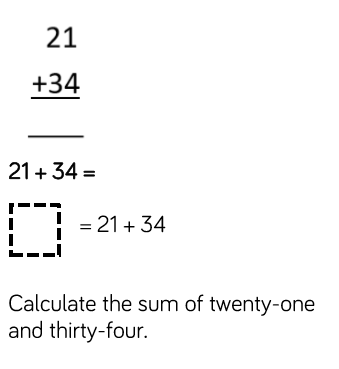 21
+34
21 + 34 =
= 21 + 34
Calculate the sum of twenty-one
and thirty-four.